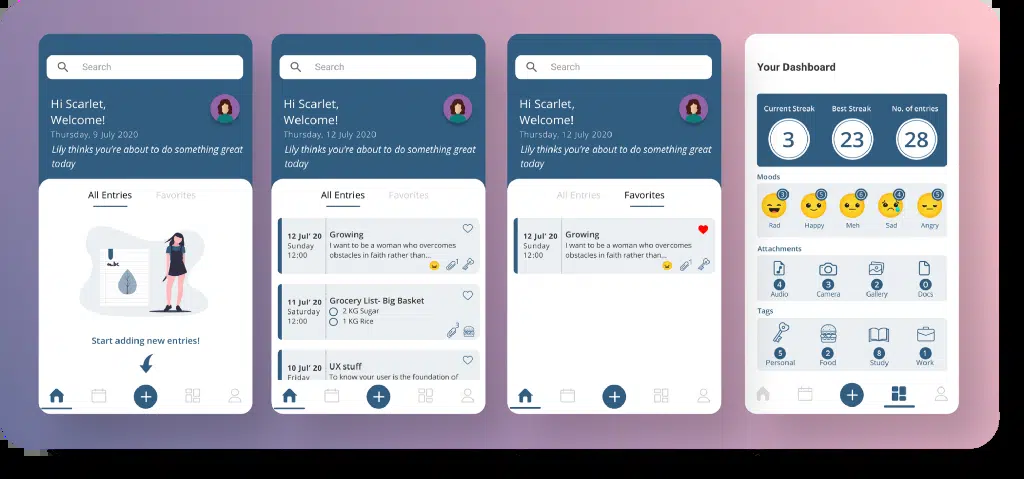 Search
Hi Scarlet,
Welcome!
Thursday, 9 July 2020
Lily thinks you're about to do something great
today
All Entries Favorites
Start adding new entries!
Search
Hi Scarlet,
Welcome!
Thursday, 12 July 2020
Lily thinks you're about to do something great
today
All Entries Favorites
12 Jul' 20
Sunday
12:00
Growing
I want to be a woman who overcomes
obstacles in faith rather than...
1
11 Jul' 20
Saturday
12:00
Grocery List- Big Basket
2 KG Sugar
1 KG Rice
3
10 Jul' 20
Friday
UX stuff
To know your user is the foundation of
Search
Hi Scarlet,
Welcome!
Thursday, 12 July 2020
Lily thinks you're about to do something great
today
All Entries Favorites
12 Jul' 20
Sunday
12:00
Growing
I want to be a woman who overcomes
obstacles in faith rather than...
1
Your Dashboard
Current Streak Best Streak No. of entries
3 23 28
Moods
Rad Happy Meh Sad Angry
Attachments
4 3 2 0
Audio Camera Gallery Docs
Tags
5 2 8 1
Personal Food Study Work